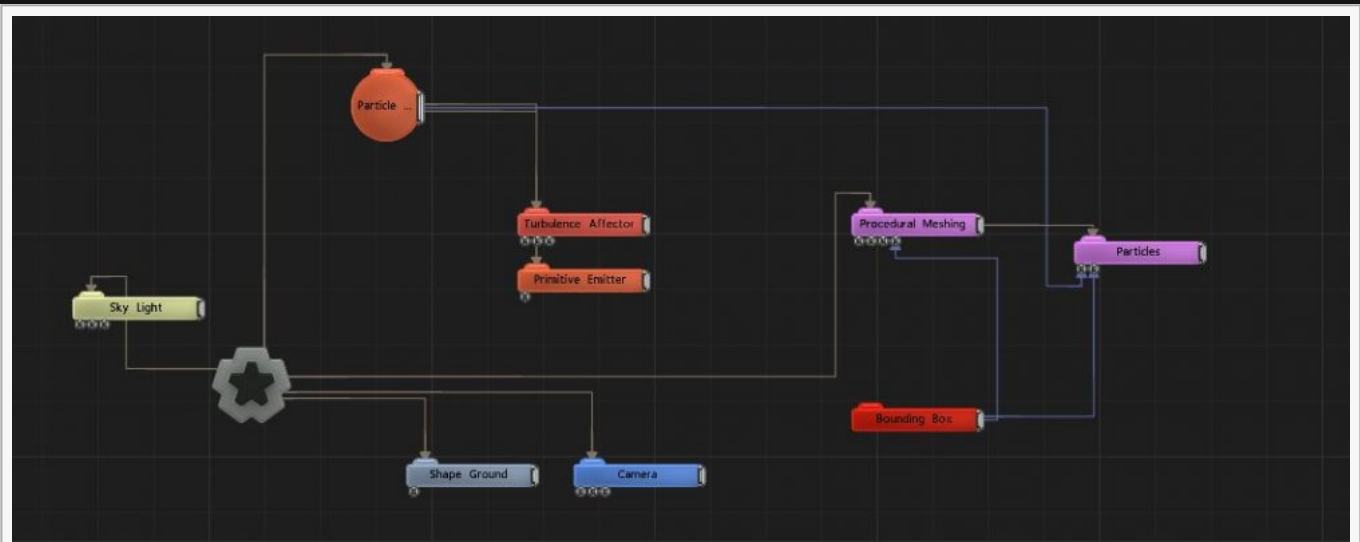 Particle ...
Turbulence Affector
Procedural Meshing
Particles
Primitive Emitter
Sky Light
Bounding Box
Shape Ground
Camera